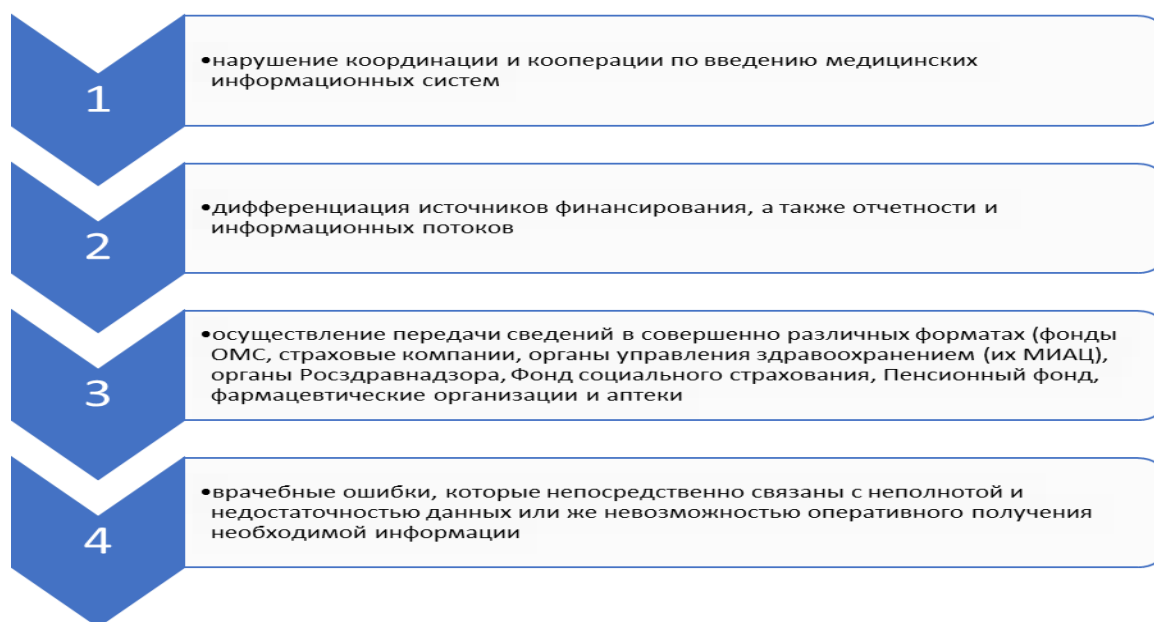 1
•нарушение координации и кооперации по введению медицинских
информационных систем
2
•дифференциация источников финансирования, а также отчетности и
информационных потоков
3
•осуществление передачи сведений в совершенно различных форматах (фонды
ОМС, страховые компании, органы управления здравоохранением (их МИАЦ),
органы Росздравнадзора, Фонд социального страхования, Пенсионный фонд,
фармацевтические организации и аптеки
4
•врачебные ошибки, которые непосредственно связаны с неполнотой и
недостаточностью данных или же невозможностью оперативного получения
необходимой информации